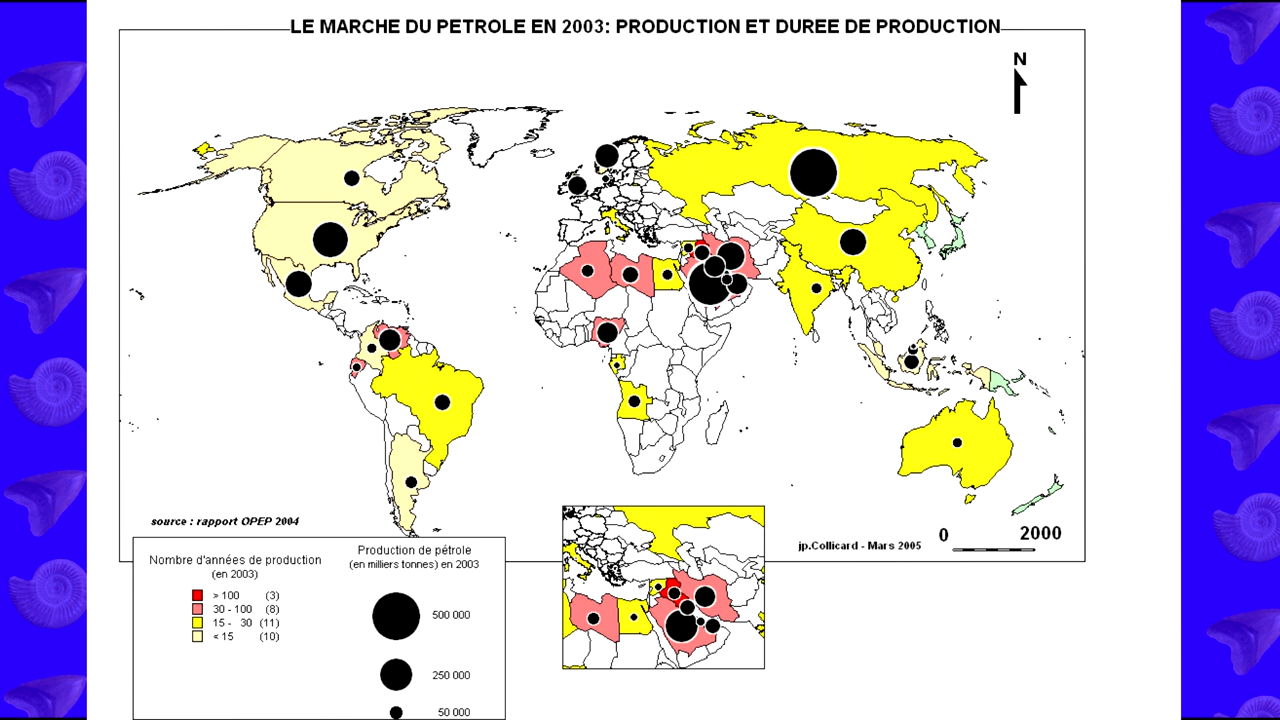 LE MARCHE DU PETROLE EN 2003: PRODUCTION ET DUREE DE PRODUCTION
N
source : rapport OPEP 2004
jp.Collicard - Mars 2005
0 2000
Nombre d'années de production
(en 2003)
> 100 (3)
30 - 100 (8)
15 - 30 (11)
< 15 (10)
Production de pétrole
(en milliers tonnes) en 2003
500 000
250 000
50 000